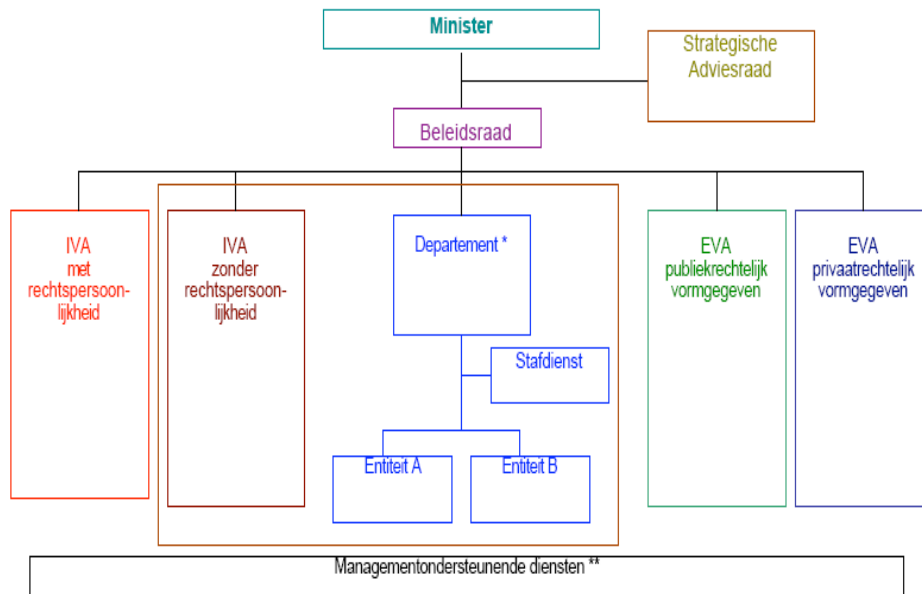 Minister
Strategische
Adviesraad
Beleidsraad
IVA
met
rechtspersoon-
lijkheid
IVA
zonder
rechtspersoon-
lijkheid
Departement *
EVA
publiekrechtelijk
vormgegeven
EVA
privaatrechtelijk
vormgegeven
Stafdienst
Entiteit A
Entiteit B
Managementondersteunende diensten **